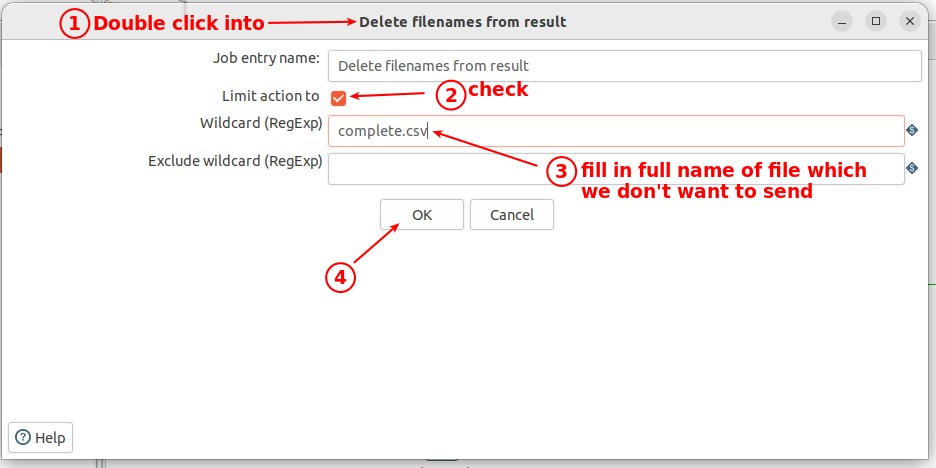 1 Double click into
Delete filenames from result
Job entry name:
Delete filenames from result
Limit action to
2 check
Wildcard (RegExp)
complete.csv
Exclude wildcard (RegExp)
3 fill in full name of file which
we don't want to send
OK
Cancel
4
Help